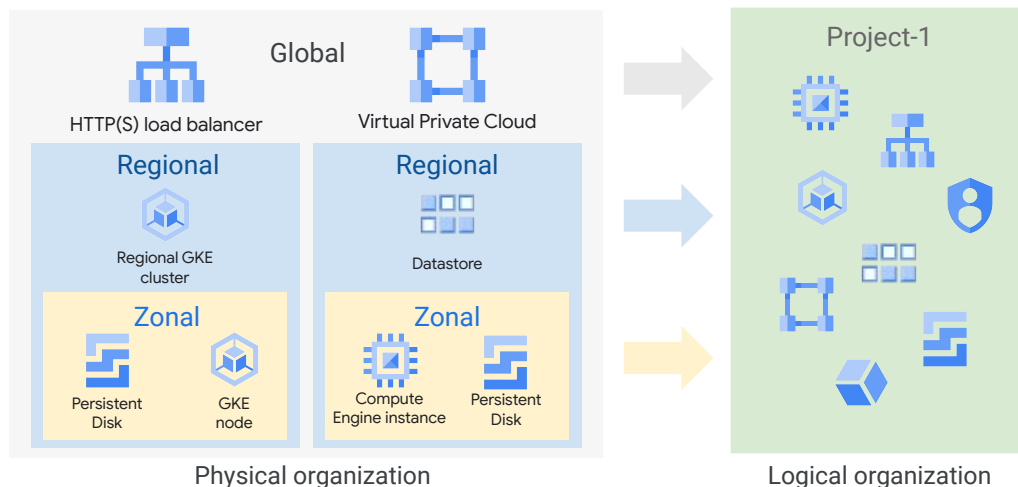 Global
Project-1
HTTP(S) load balancer
Virtual Private Cloud
Regional
Regional
Regional GKE
cluster
Datastore
Zonal
Zonal
Persistent
Disk
GKE
node
Compute
Engine instance
Persistent
Disk
Physical organization
Logical organization